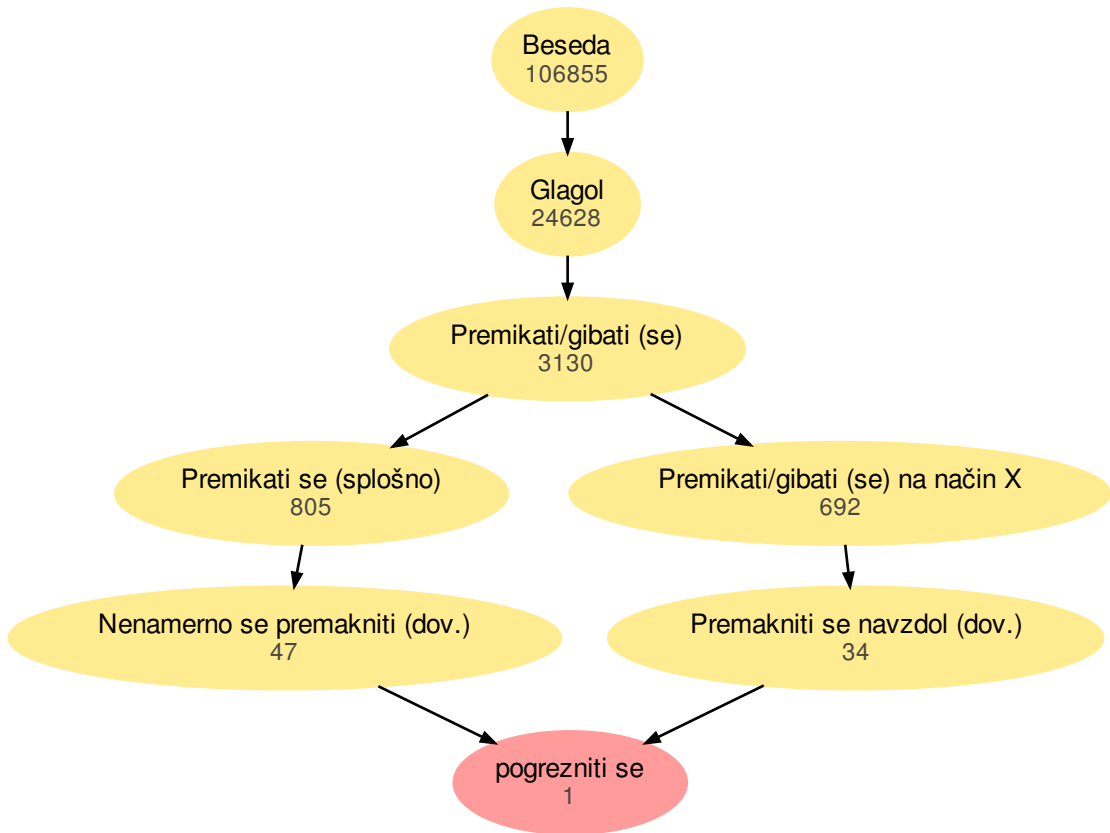 Beseda
106855
Glagol
24628
Premikati/gibati (se)
3130
Premikati se (splošno)
805
Premikati/gibati (se) na način X
692
Nenamerno se premakniti (dov.)
47
Premakniti se navzdol (dov.)
34
pogrezniti se
1